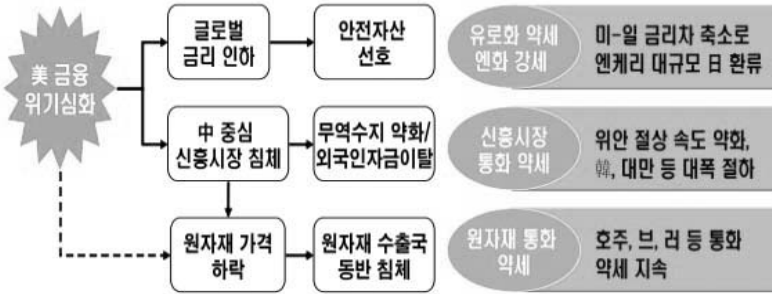 美 금융
위기심화
글로벌
금리 인하
안전자산
선호
유로화 약세
엔화 강세
미-일 금리차 축소로
엔케리 대규모 日 환류
中 중심
신흥시장 침체
무역수지 약화/
외국인자금이탈
신흥시장
통화 약세
위안 절상 속도 약화,
韓, 대만 등 대폭 절하
원자재 가격
하락
원자재 수출국
동반 침체
원자재 통화
약세
호주, 브, 러 등 통화
약세 지속